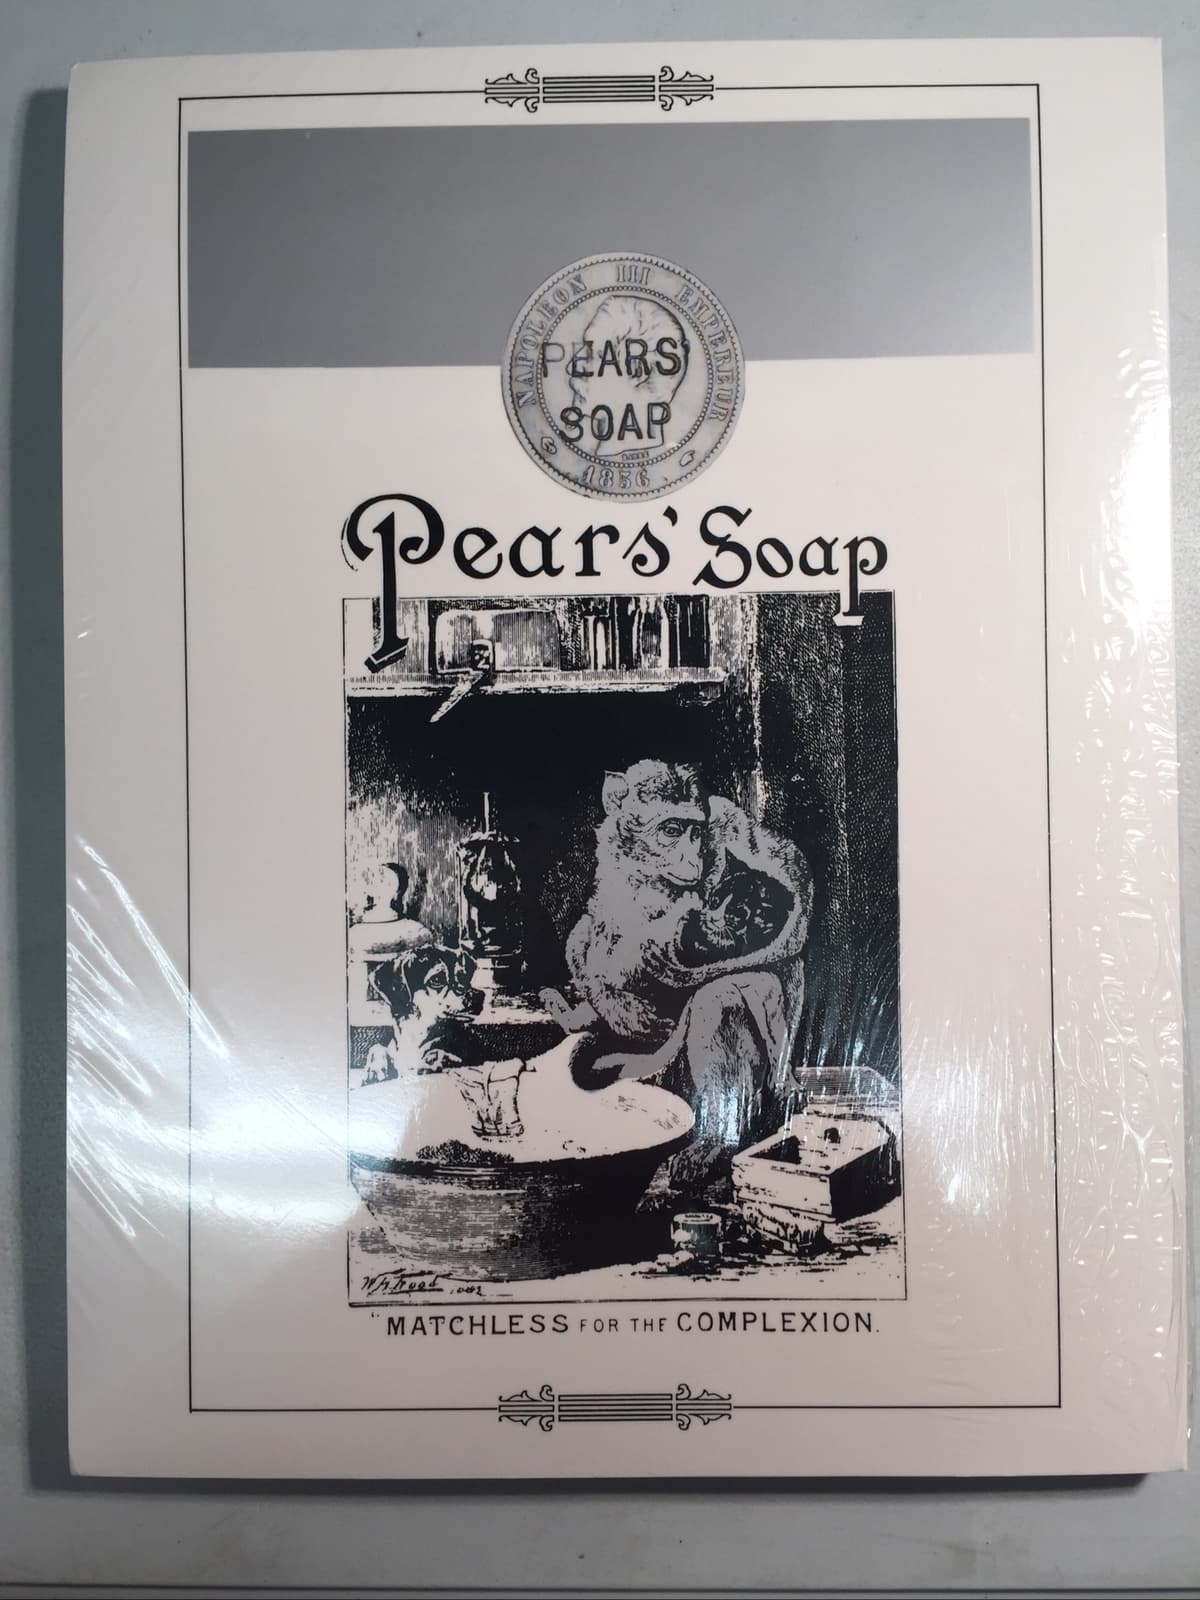 NAPOLEON III EMPEREUR
PEARS'
SOAP
1856
Pears' Soap
"MATCHLESS FOR THE COMPLEXION.